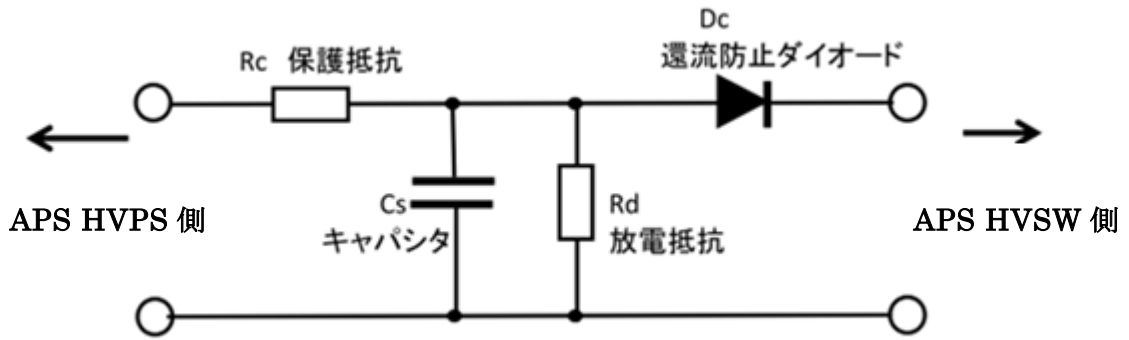 Dc
還流防止ダイオード
Rc 保護抵抗
APS HVPS 側
Cs
キャパシタ
Rd
放電抵抗
APS HVSW 側